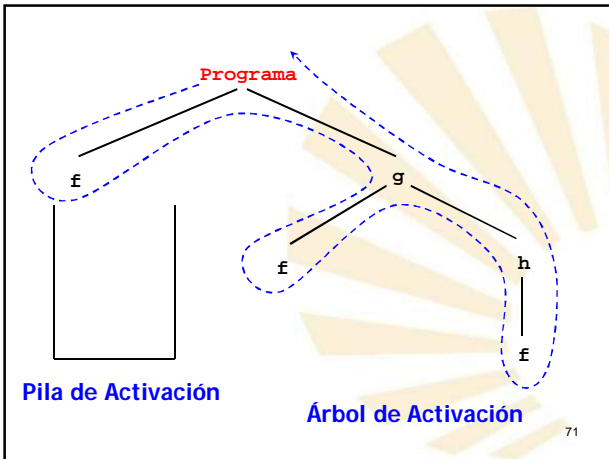 Programa
f
g
f
h
f
Pila de Activación
Árbol de Activación
71